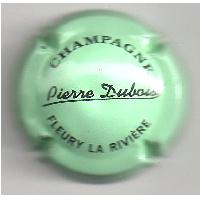 CHAMPAGNE
Pierre Dubois
FLEURY LA RIVIÈRE